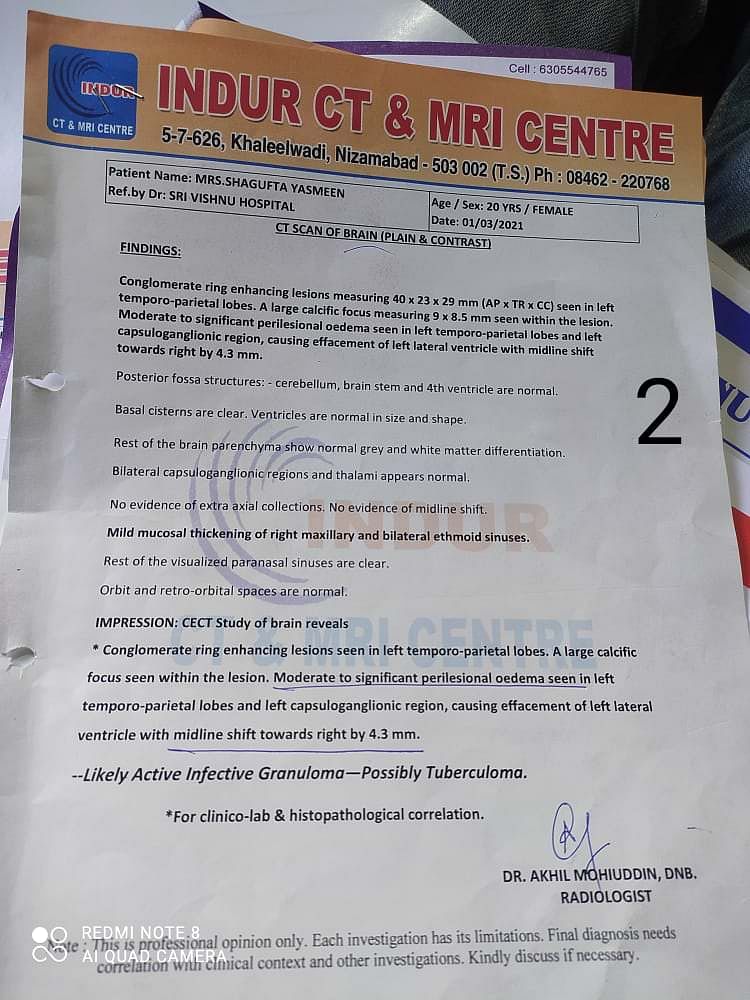 Cell : 6305544765
INDUR
CT & MRI CENTRE
INDUR CT & MRI CENTRE
5-7-626, Khaleelwadi, Nizamabad - 503 002 (T.S.) Ph : 08462 - 220768
Patient Name: MRS.SHAGUFTA YASMEEN
Ref.by Dr: SRI VISHNU HOSPITAL
Age / Sex: 20 YRS / FEMALE
Date: 01/03/2021
CT SCAN OF BRAIN (PLAIN & CONTRAST)
FINDINGS:
Conglomerate ring enhancing lesions measuring 40 x 23 x 29 mm (AP x TR x CC) seen in left
temporo-parietal lobes. A large calcific focus measuring 9 x 8.5 mm seen within the lesion.
Moderate to significant perilesional oedema seen in left temporo-parietal lobes and left
capsuloganglionic region, causing effacement of left lateral ventricle with midline shift
towards right by 4.3 mm.
Posterior fossa structures: - cerebellum, brain stem and 4th ventricle are normal.
Basal cisterns are clear. Ventricles are normal in size and shape.
Rest of the brain parenchyma show normal grey and white matter differentiation.
Bilateral capsuloganglionic regions and thalami appears normal.
No evidence of extra axial collections. No evidence of midline shift.
Mild mucosal thickening of right maxillary and bilateral ethmoid sinuses.
Rest of the visualized paranasal sinuses are clear.
Orbit and retro-orbital spaces are normal.
IMPRESSION: CECT Study of brain reveals
* Conglomerate ring enhancing lesions seen in left temporo-parietal lobes. A large calcific
focus seen within the lesion. Moderate to significant perilesional oedema seen in left
temporo-parietal lobes and left capsuloganglionic region, causing effacement of left lateral
ventricle with midline shift towards right by 4.3 mm.
--Likely Active Infective Granuloma—Possibly Tuberculoma.
*For clinico-lab & histopathological correlation.
DR. AKHIL MOHIUDDIN, DNB.
RADIOLOGIST
Note : This is professional opinion only. Each investigation has its limitations. Final diagnosis needs
correlation with clinical context and other investigations. Kindly discuss if necessary.
2
INDUR
CT & MRI CENTRE
REDMI NOTE 8
AI QUAD CAMERA